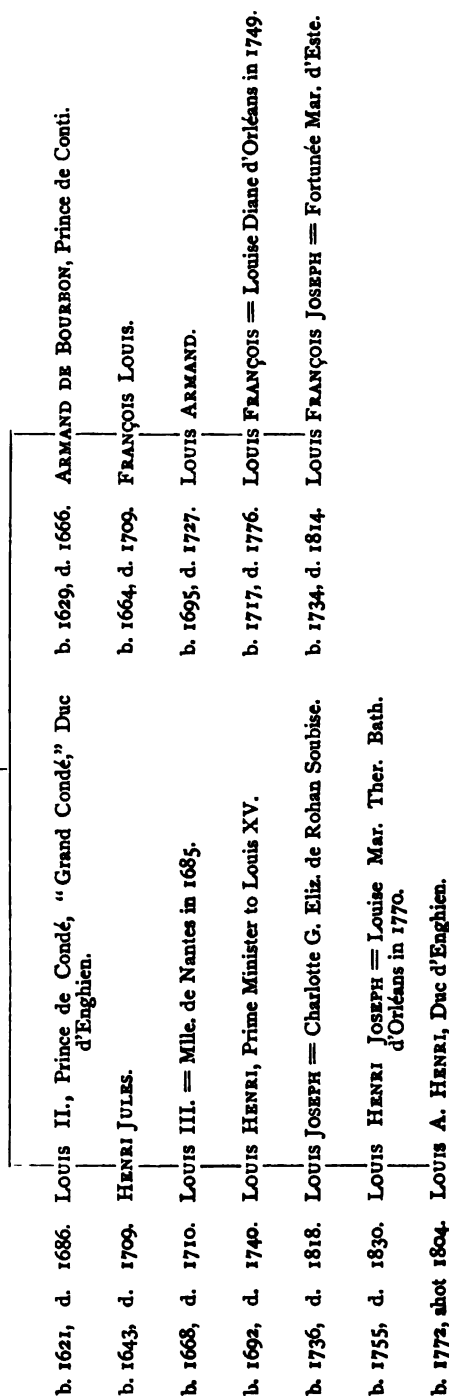 b. 1621, d. 1686. LOUIS II., Prince de Condé, “Grand Condé,” Duc
d'Enghien.
b. 1643, d. 1709. HENRI JULES.
b. 1668, d. 1710. LOUIS III. = Mlle. de Nantes in 1685.
b. 1692, d. 1740. LOUIS HENRI, Prime Minister to Louis XV.
b. 1736, d. 1818. LOUIS JOSEPH = Charlotte G. Eliz. de Rohan Soubise.
b. 1755, d. 1830. LOUIS HENRI JOSEPH = Louise Mar. Ther. Bath.
d'Orléans in 1770.
b. 1772, shot 1804. LOUIS A. HENRI, Duc d'Enghien.
b. 1629, d. 1666. ARMAND DE BOURBON, Prince de Conti.
b. 1664, d. 1709. FRANÇOIS LOUIS.
b. 1695, d. 1727. LOUIS ARMAND.
b. 1717, d. 1776. LOUIS FRANÇOIS = Louise Diane d'Orléans in 1749.
b. 1734, d. 1814. LOUIS FRANÇOIS JOSEPH = Fortunée Mar. d'Este.